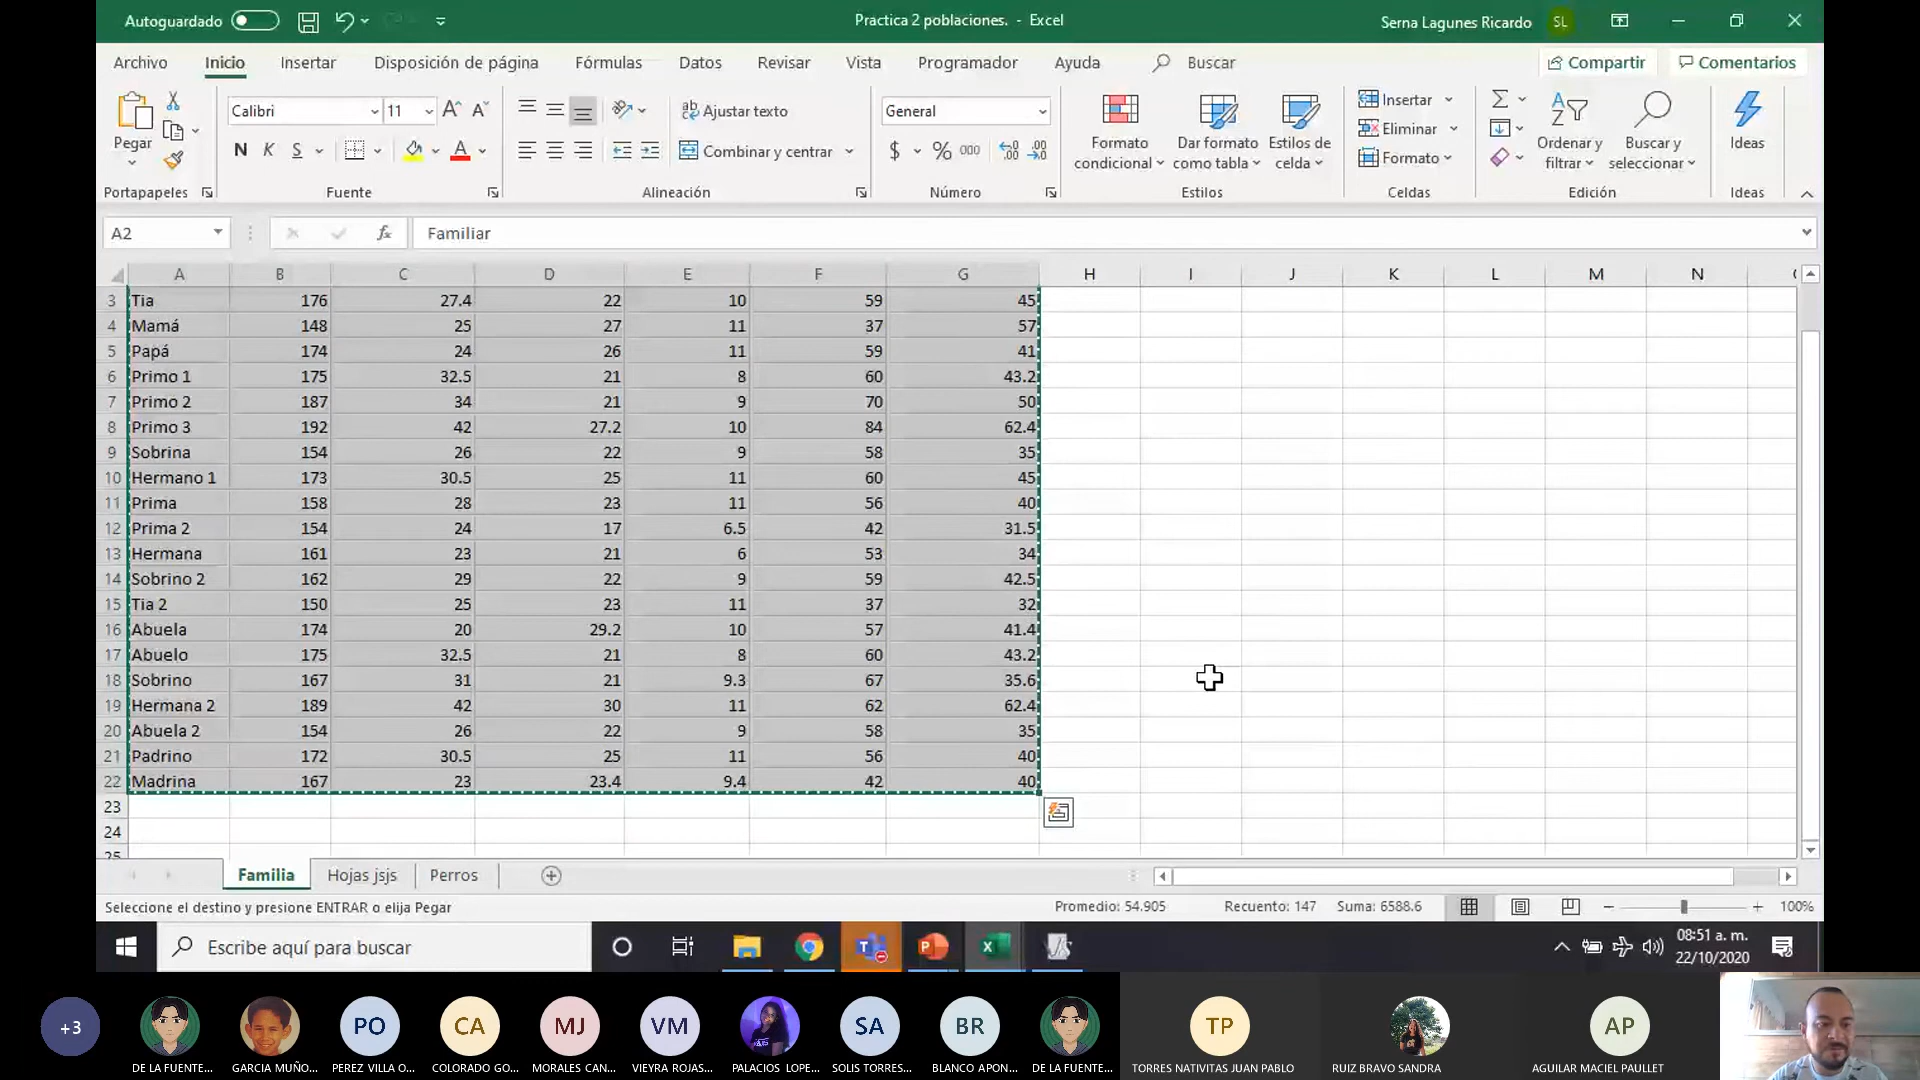 Autoguardado
Practica 2 poblaciones. - Excel
Serna Lagunes Ricardo SL
Archivo Inicio Insertar Disposición de página Fórmulas Datos Revisar Vista Programador Ayuda Buscar Compartir Comentarios
Calibri 11 Ajustar texto General Insertar
Pegar N K S A Combinar y centrar $ % 000 Formato condicional Dar formato como tabla Estilos de celda Eliminar Formato Ordenar y filtrar Buscar y seleccionar Ideas
Portapapeles Fuente Alineación Número Estilos Celdas Edición Ideas
A2 fx Familiar
A B C D E F G H I J K L M N
3 Tia 176 27.4 22 10 59 45
4 Mamá 148 25 27 11 37 57
5 Papá 174 24 26 11 59 41
6 Primo 1 175 32.5 21 8 60 43.2
7 Primo 2 187 34 21 9 70 50
8 Primo 3 192 42 27.2 10 84 62.4
9 Sobrina 154 26 22 9 58 35
10 Hermano 1 173 30.5 25 11 60 45
11 Prima 158 28 23 11 56 40
12 Prima 2 154 24 17 6.5 42 31.5
13 Hermana 161 23 21 6 53 34
14 Sobrino 2 162 29 22 9 59 42.5
15 Tia 2 150 25 23 11 37 32
16 Abuela 174 20 29.2 10 57 41.4
17 Abuelo 175 32.5 21 8 60 43.2
18 Sobrino 167 31 21 9.3 67 35.6
19 Hermana 2 189 42 30 11 62 62.4
20 Abuela 2 154 26 22 9 58 35
21 Padrino 172 30.5 25 11 56 40
22 Madrina 167 23 23.4 9.4 42 40
23
24
25
Familia Hojas jsjs Perros
Seleccione el destino y presione ENTRAR o elija Pegar Promedio: 54.905 Recuento: 147 Suma: 6588.6 100%
Escribe aquí para buscar
08:51 a. m.
22/10/2020
+3 PO CA MJ VM SA BR TP AP
DE LA FUENTE... GARCIA MUÑO... PEREZ VILLA O... COLORADO GO... MORALES CAN... VIEYRA ROJAS... PALACIOS LOPE... SOLIS TORRES... BLANCO APON... DE LA FUENTE... TORRES NATIVITAS JUAN PABLO RUIZ BRAVO SANDRA AGUILAR MACIEL PAULLET